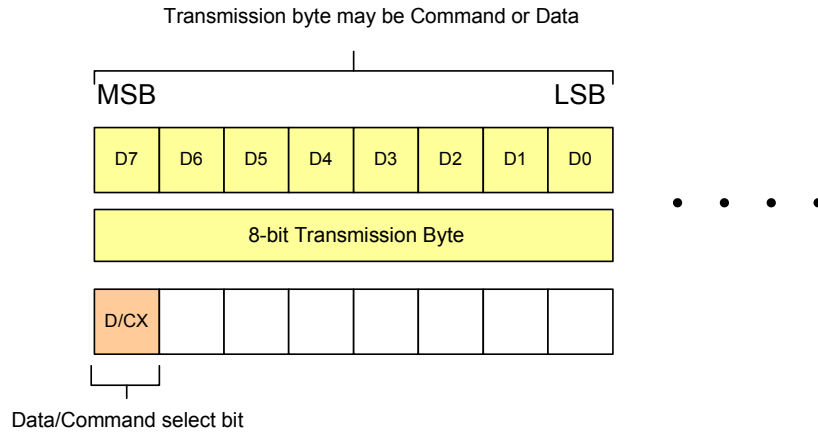 Transmission byte may be Command or Data
MSB LSB
D7 D6 D5 D4 D3 D2 D1 D0
8-bit Transmission Byte
D/CX
Data/Command select bit